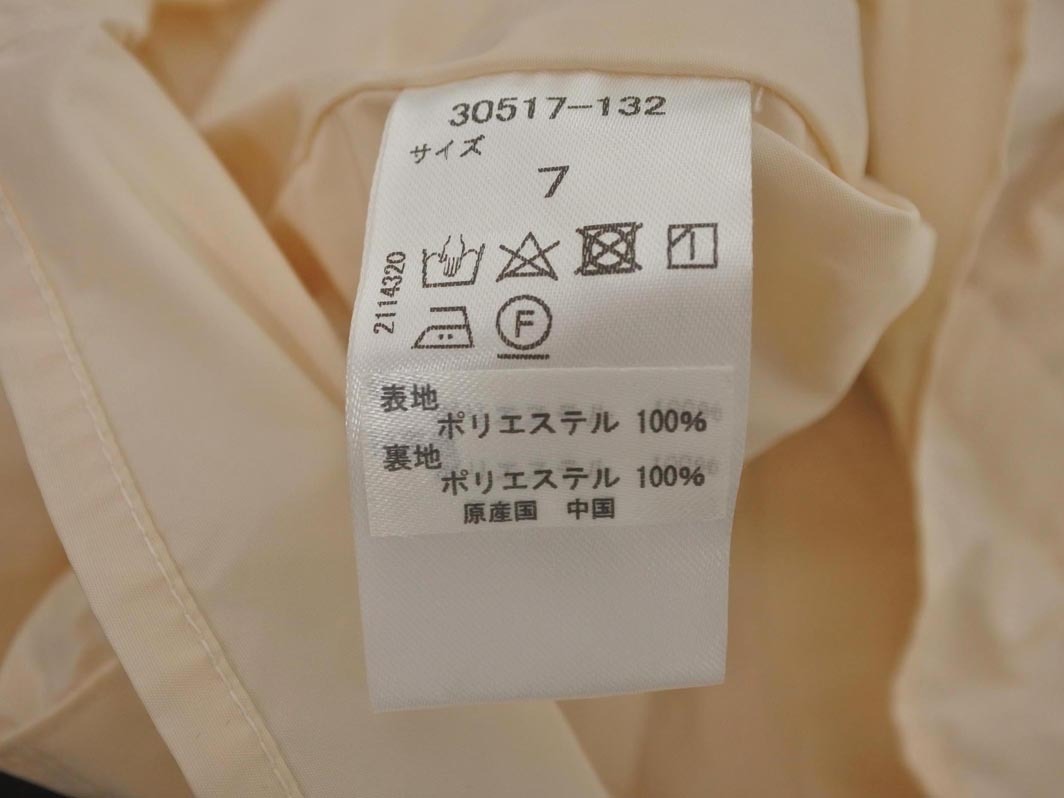 30517-132
サイズ
7
2114320
F
表地
ポリエステル 100%
裏地
ポリエステル 100%
原産国 中国